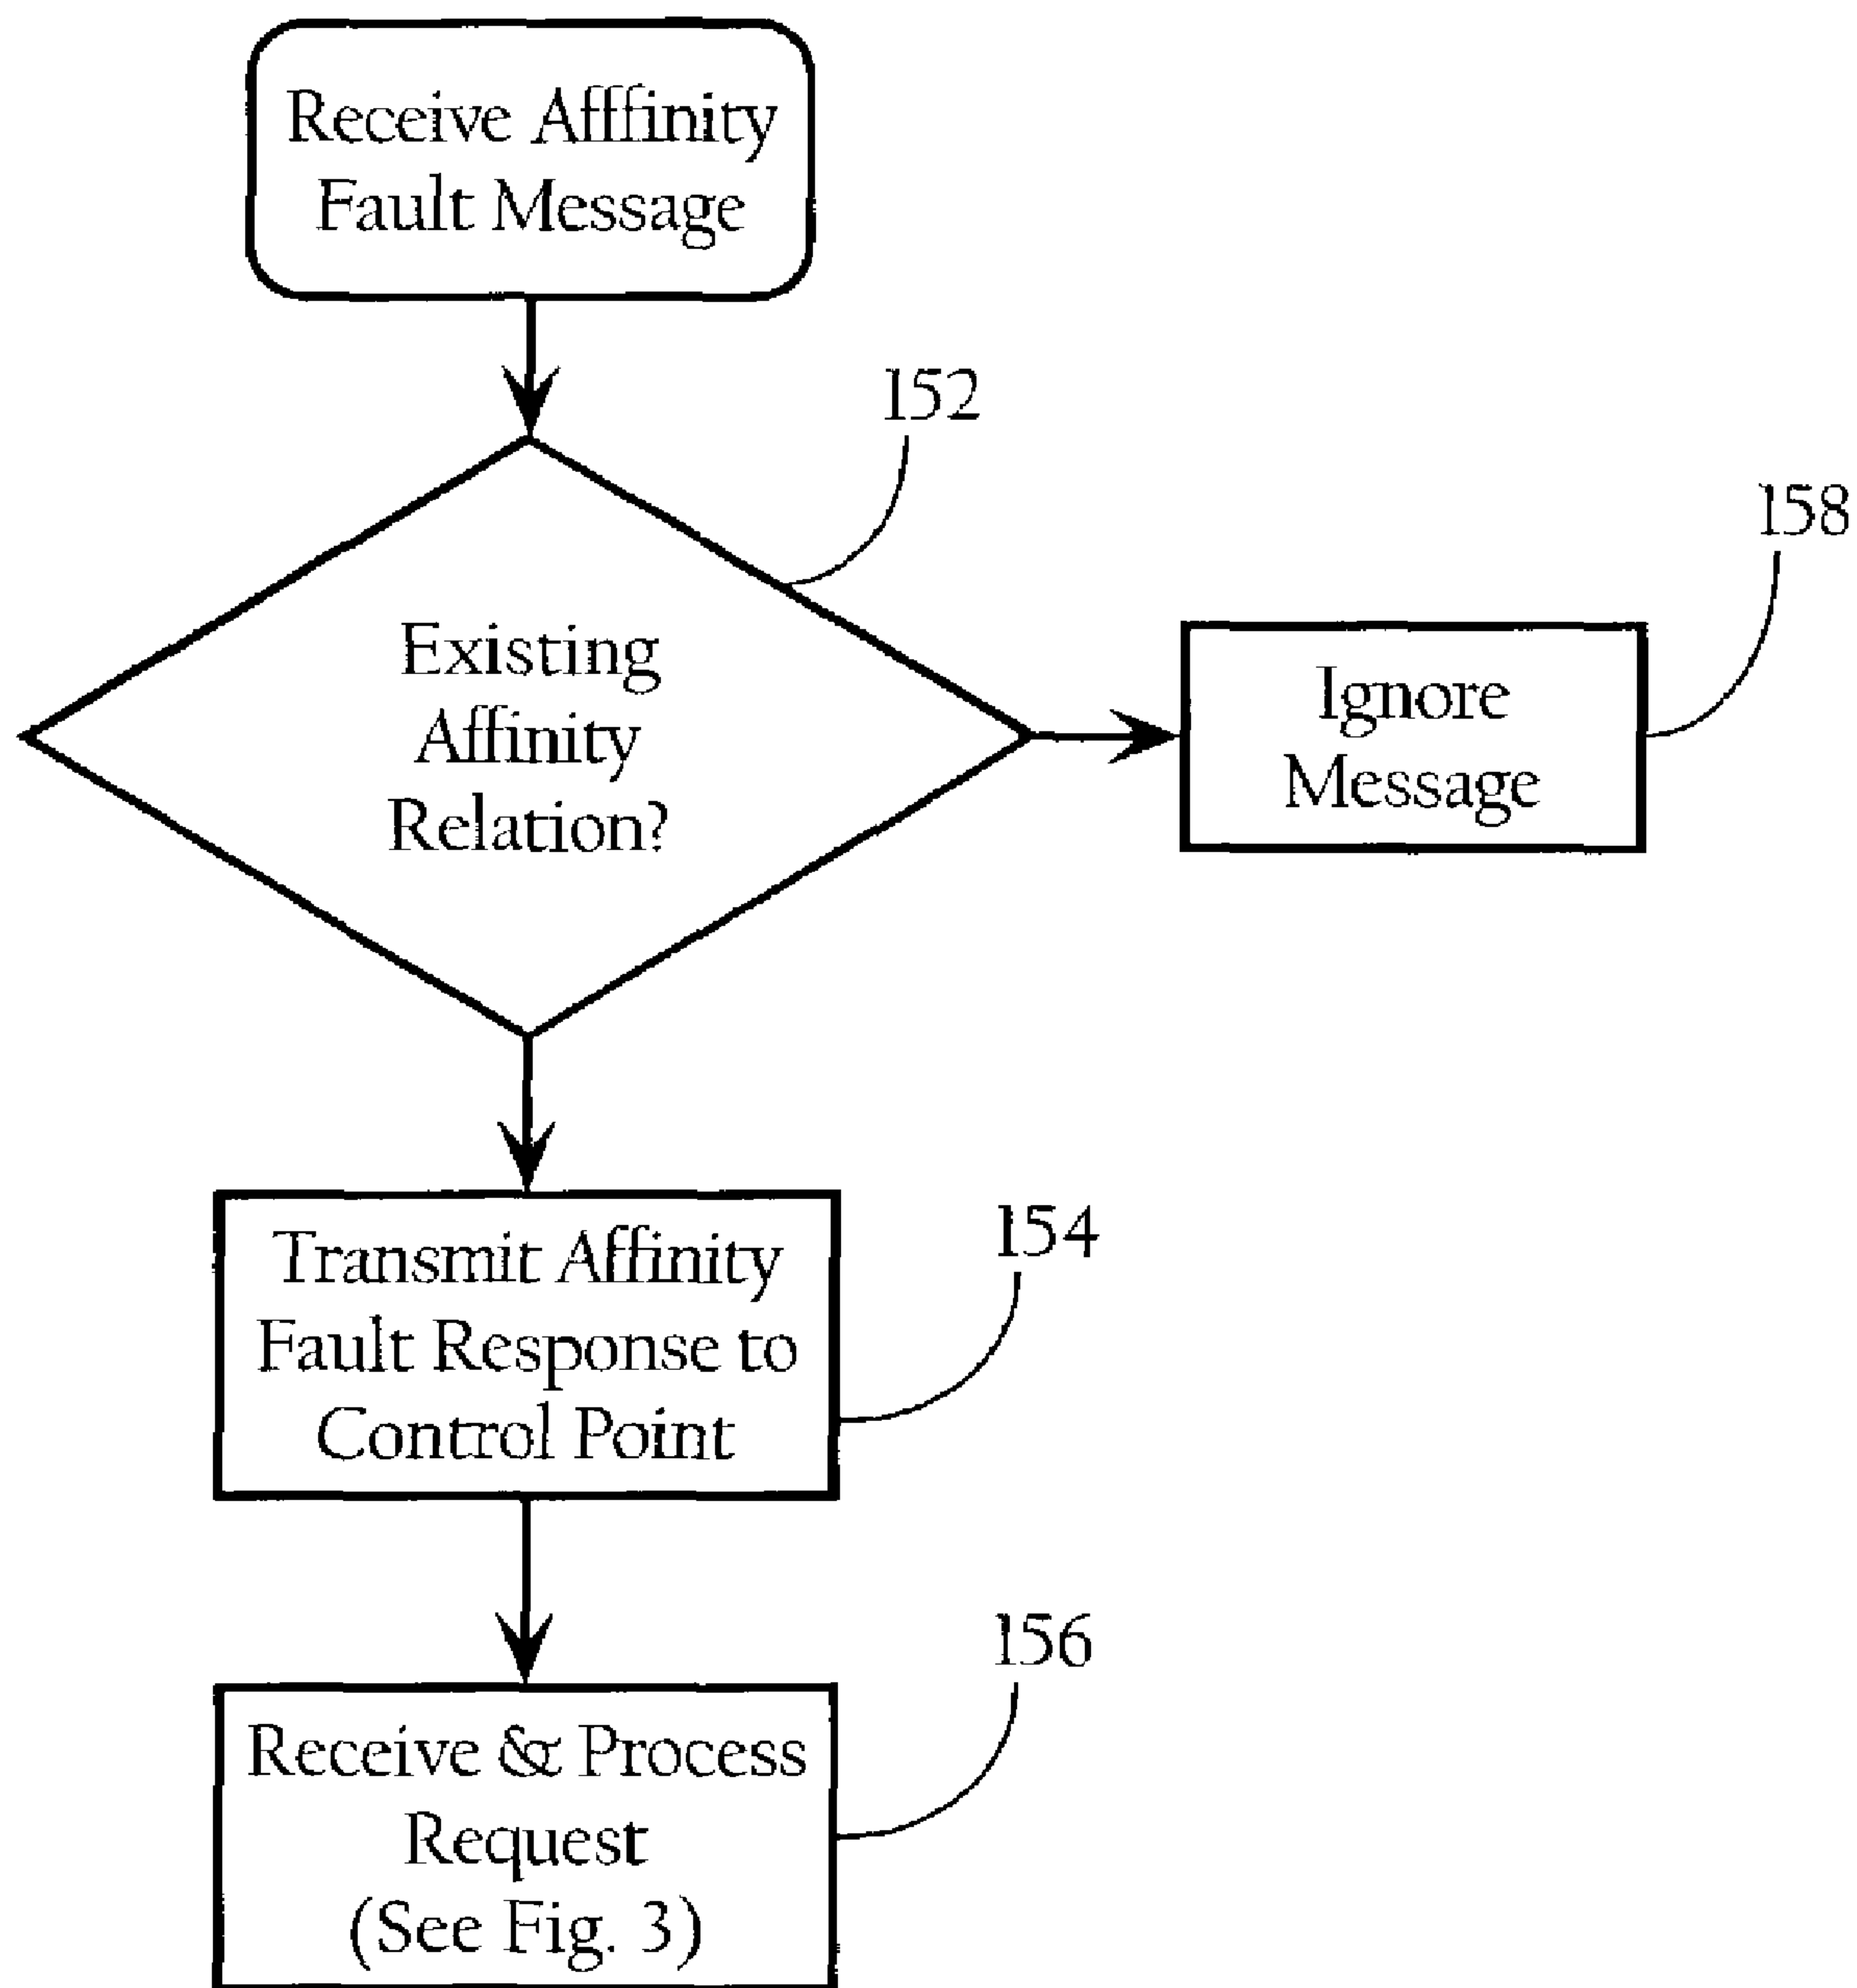 Receive Afffinity
Fault Message
152
158
Existing
Affinity
Relation?
Ignore
Message
154
Transmit Affinity
Fault Response to
Control Point
156
Receive & Process
Request
(See Fig. 3)